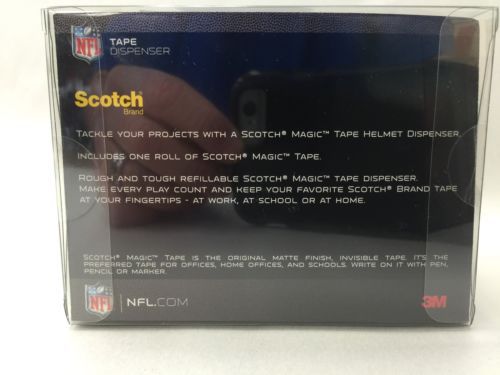 NFL
TAPE
DISPENSER
Scotch®
Brand
TACKLE YOUR PROJECTS WITH A SCOTCH® MAGIC™ TAPE HELMET DISPENSER.
INCLUDES ONE ROLL OF SCOTCH® MAGIC™ TAPE.
ROUGH AND TOUGH REFILLABLE SCOTCH® MAGIC™ TAPE DISPENSER.
MAKE EVERY PLAY COUNT AND KEEP YOUR FAVORITE SCOTCH® BRAND TAPE
AT YOUR FINGERTIPS - AT WORK, AT SCHOOL OR AT HOME.
SCOTCH® MAGIC™ TAPE IS THE ORIGINAL MATTE FINISH, INVISIBLE TAPE. IT'S THE
PREFERRED TAPE FOR OFFICES, HOME OFFICES, AND SCHOOLS. WRITE ON IT WITH PEN,
PENCIL OR MARKER.
NFL
NFL.COM
3M